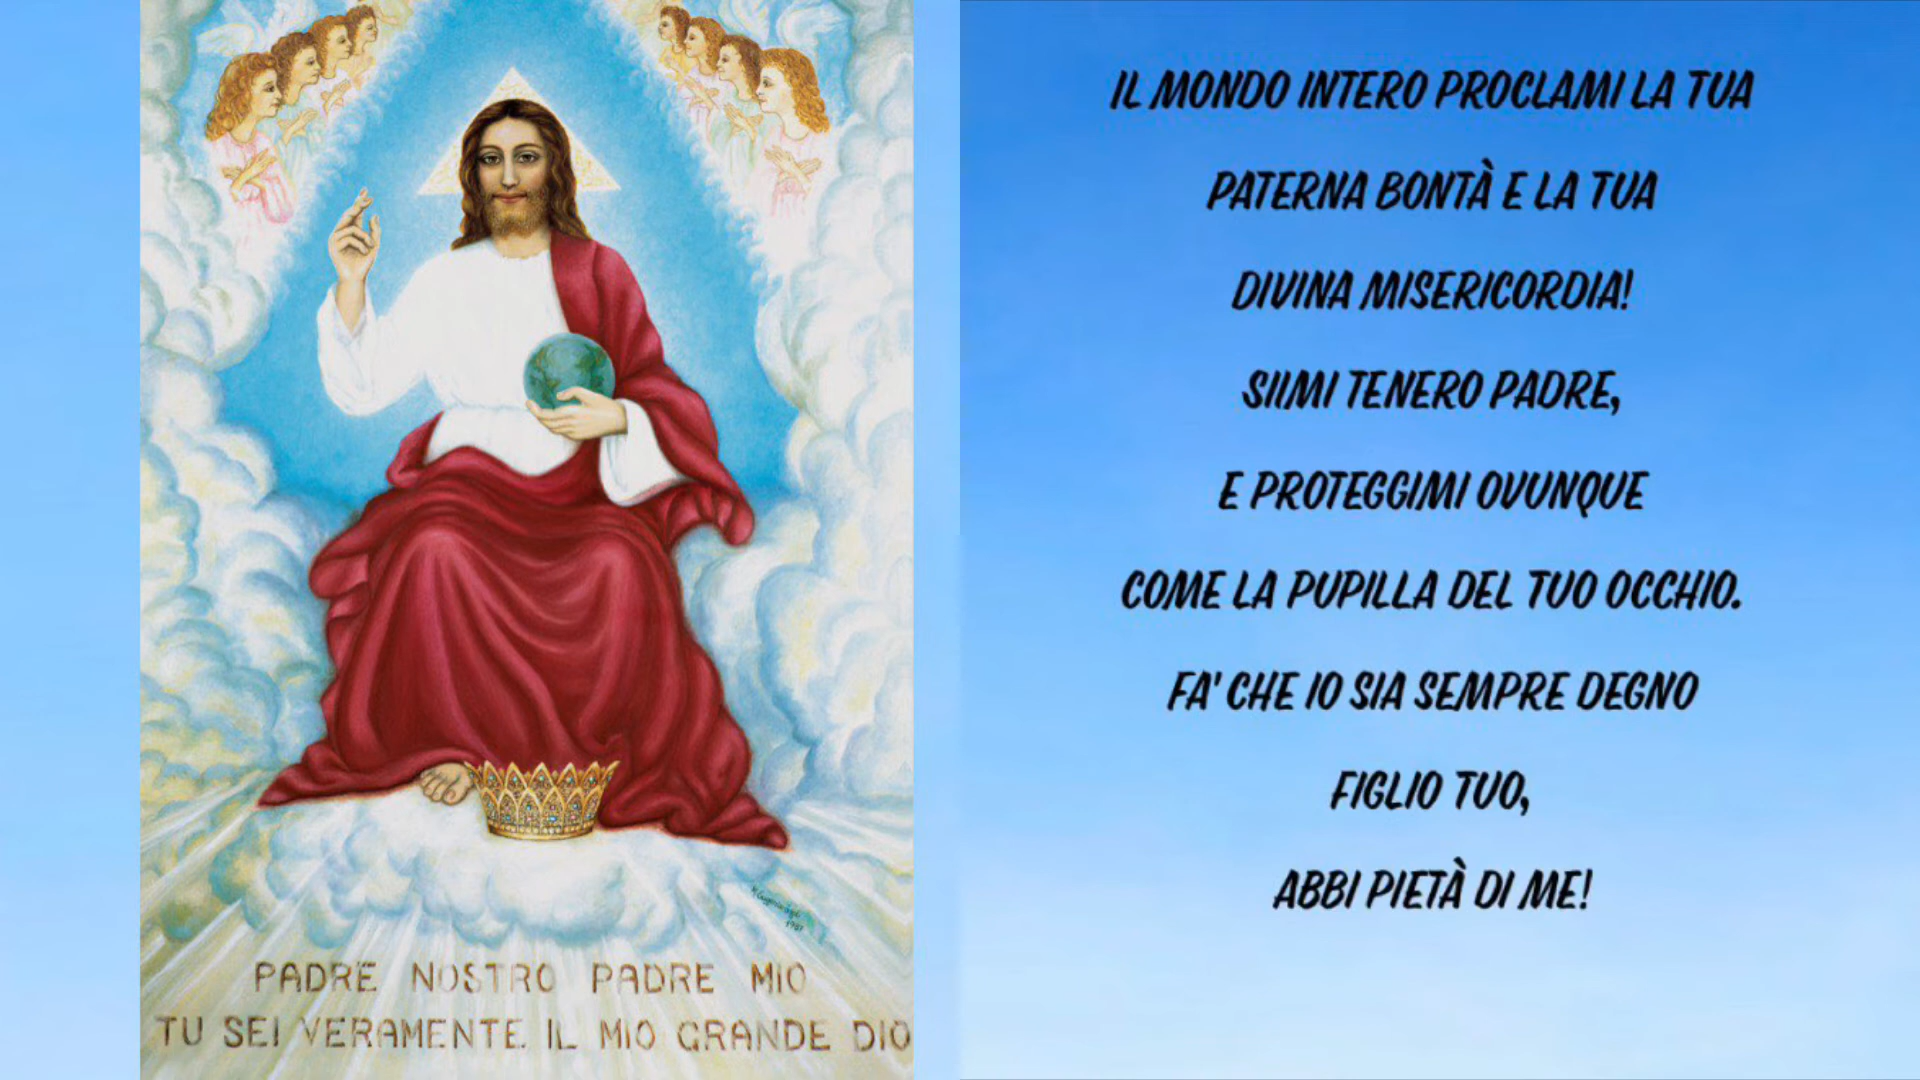 PADRE NOSTRO PADRE MIO
TU SEI VERAMENTE IL MIO GRANDE DIO
IL MONDO INTERO PROCLAMI LA TUA
PATERNA BONTÀ E LA TUA
DIVINA MISERICORDIA!
SIIMI TENERO PADRE,
E PROTEGGIMI OVUNQUE
COME LA PUPILLA DEL TUO OCCHIO.
FA' CHE IO SIA SEMPRE DEGNO
FIGLIO TUO,
ABBI PIETÀ DI ME!